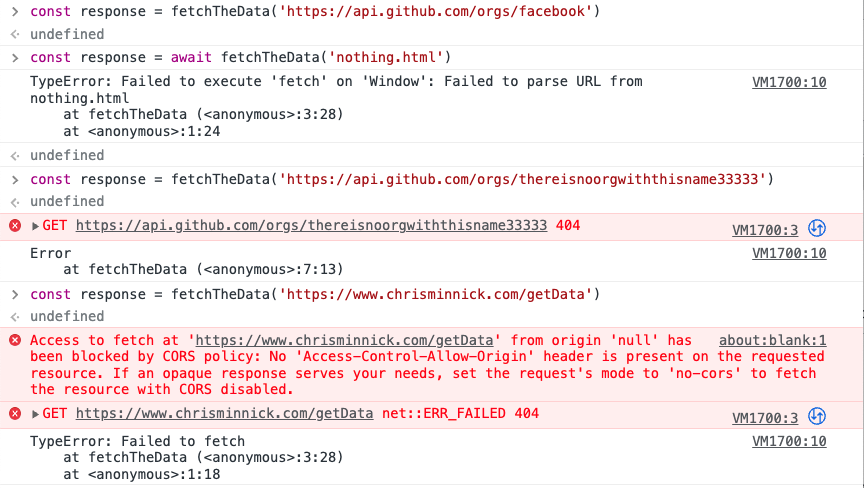 const response = fetchTheData('https://api.github.com/orgs/facebook')
undefined
const response = await fetchTheData('nothing.html')
TypeError: Failed to execute 'fetch' on 'Window': Failed to parse URL from VM1700:10
nothing.html
at fetchTheData (<anonymous>:3:28)
at <anonymous>:1:24
undefined
const response = fetchTheData('https://api.github.com/orgs/thereisnoorgwiththisname33333')
undefined
GET https://api.github.com/orgs/thereisnoorgwiththisname33333 404 VM1700:3
Error VM1700:10
at fetchTheData (<anonymous>:7:13)
const response = fetchTheData('https://www.chrisminnick.com/getData')
undefined
Access to fetch at 'https://www.chrisminnick.com/getData' from origin 'null' has about:blank:1
been blocked by CORS policy: No 'Access-Control-Allow-Origin' header is present on the requested
resource. If an opaque response serves your needs, set the request's mode to 'no-cors' to fetch
the resource with CORS disabled.
GET https://www.chrisminnick.com/getData net::ERR_FAILED 404 VM1700:3
TypeError: Failed to fetch VM1700:10
at fetchTheData (<anonymous>:3:28)
at <anonymous>:1:18